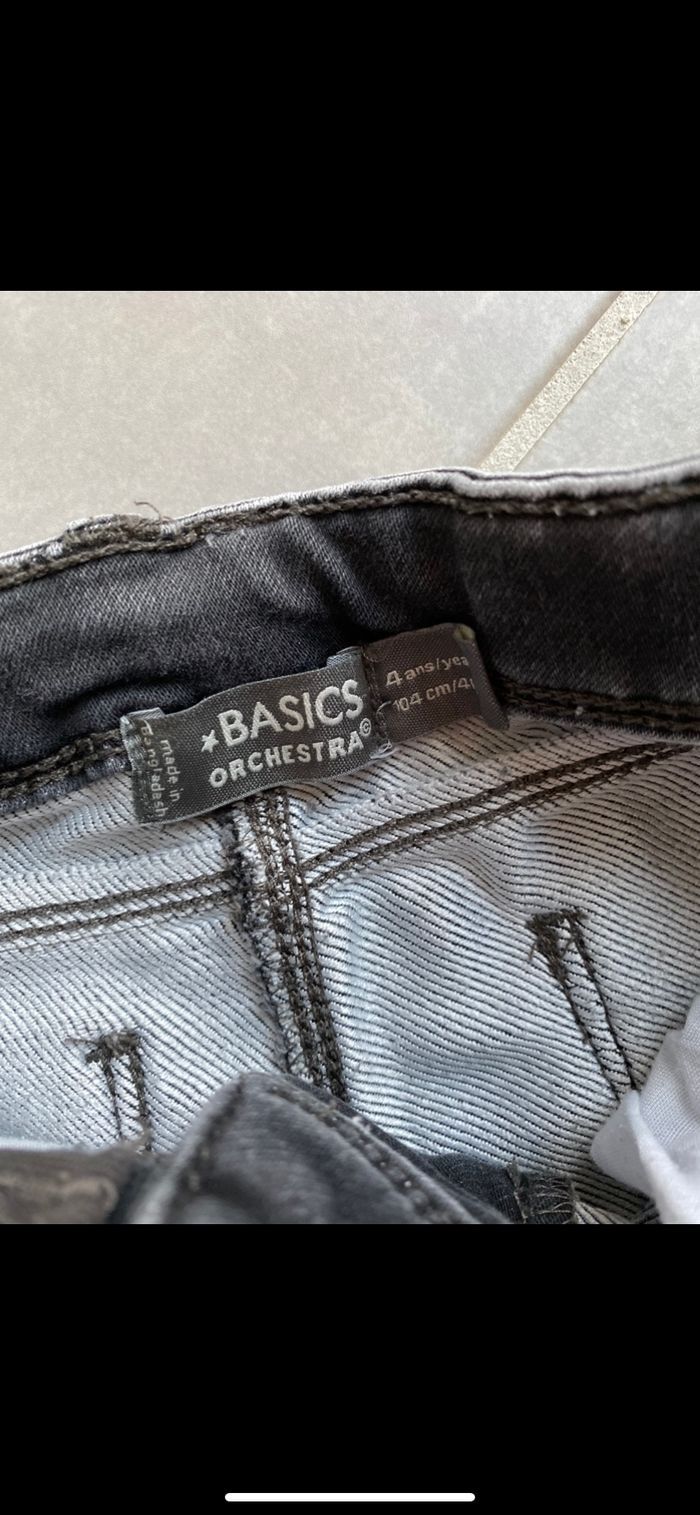 *BASICS
ORCHESTRA©
4 ans/yea
104 cm/4
made in